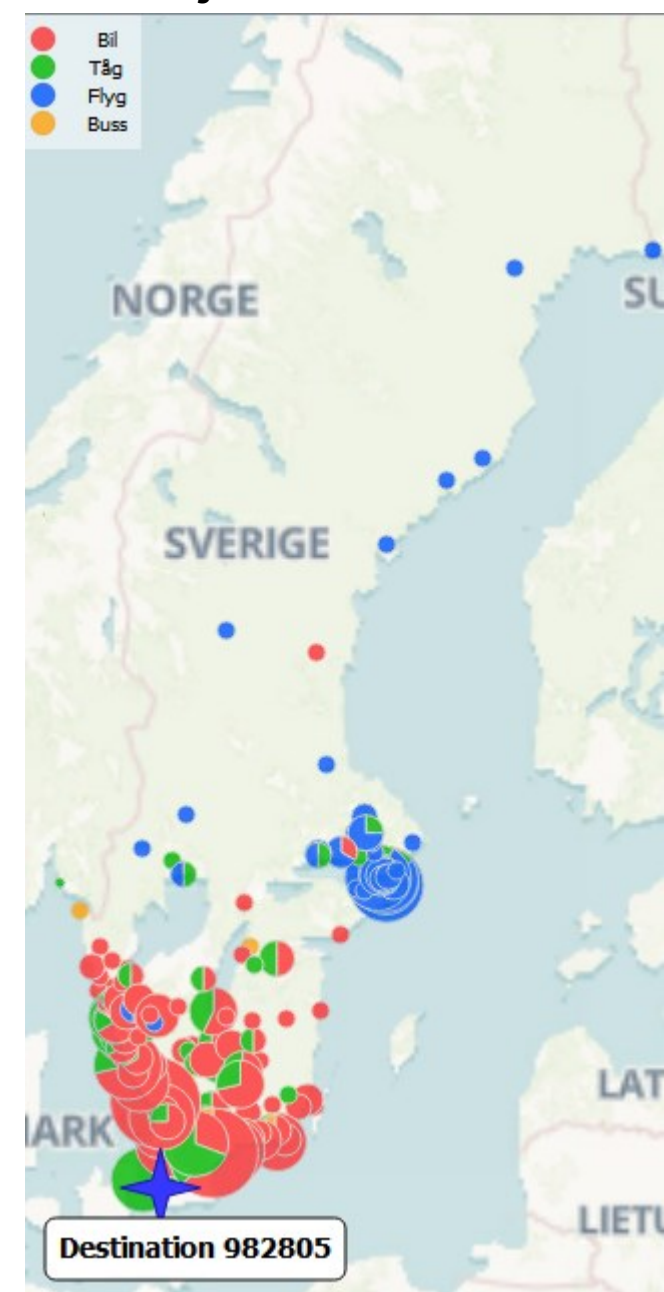 Bil
Tåg
Flyg
Buss
NORGE
SU
SVERIGE
LAT
ARK
LIETU
Destination 982805